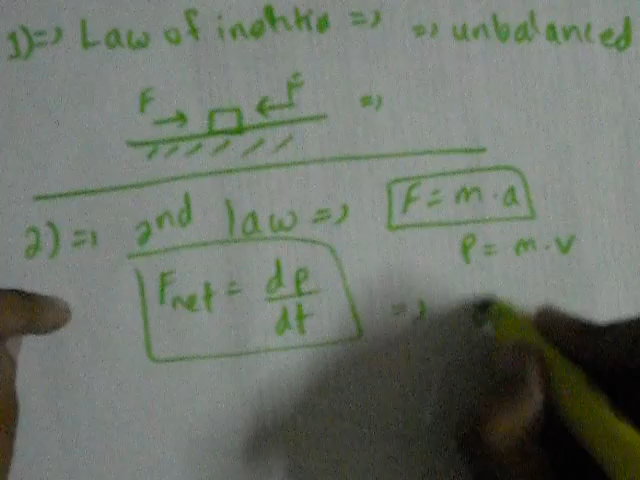 1) => Law of inertia => => unbalanced
F → ← F =>
2) => 2nd law => F = m · a
P = m · v
Fnet = dp/dt =>